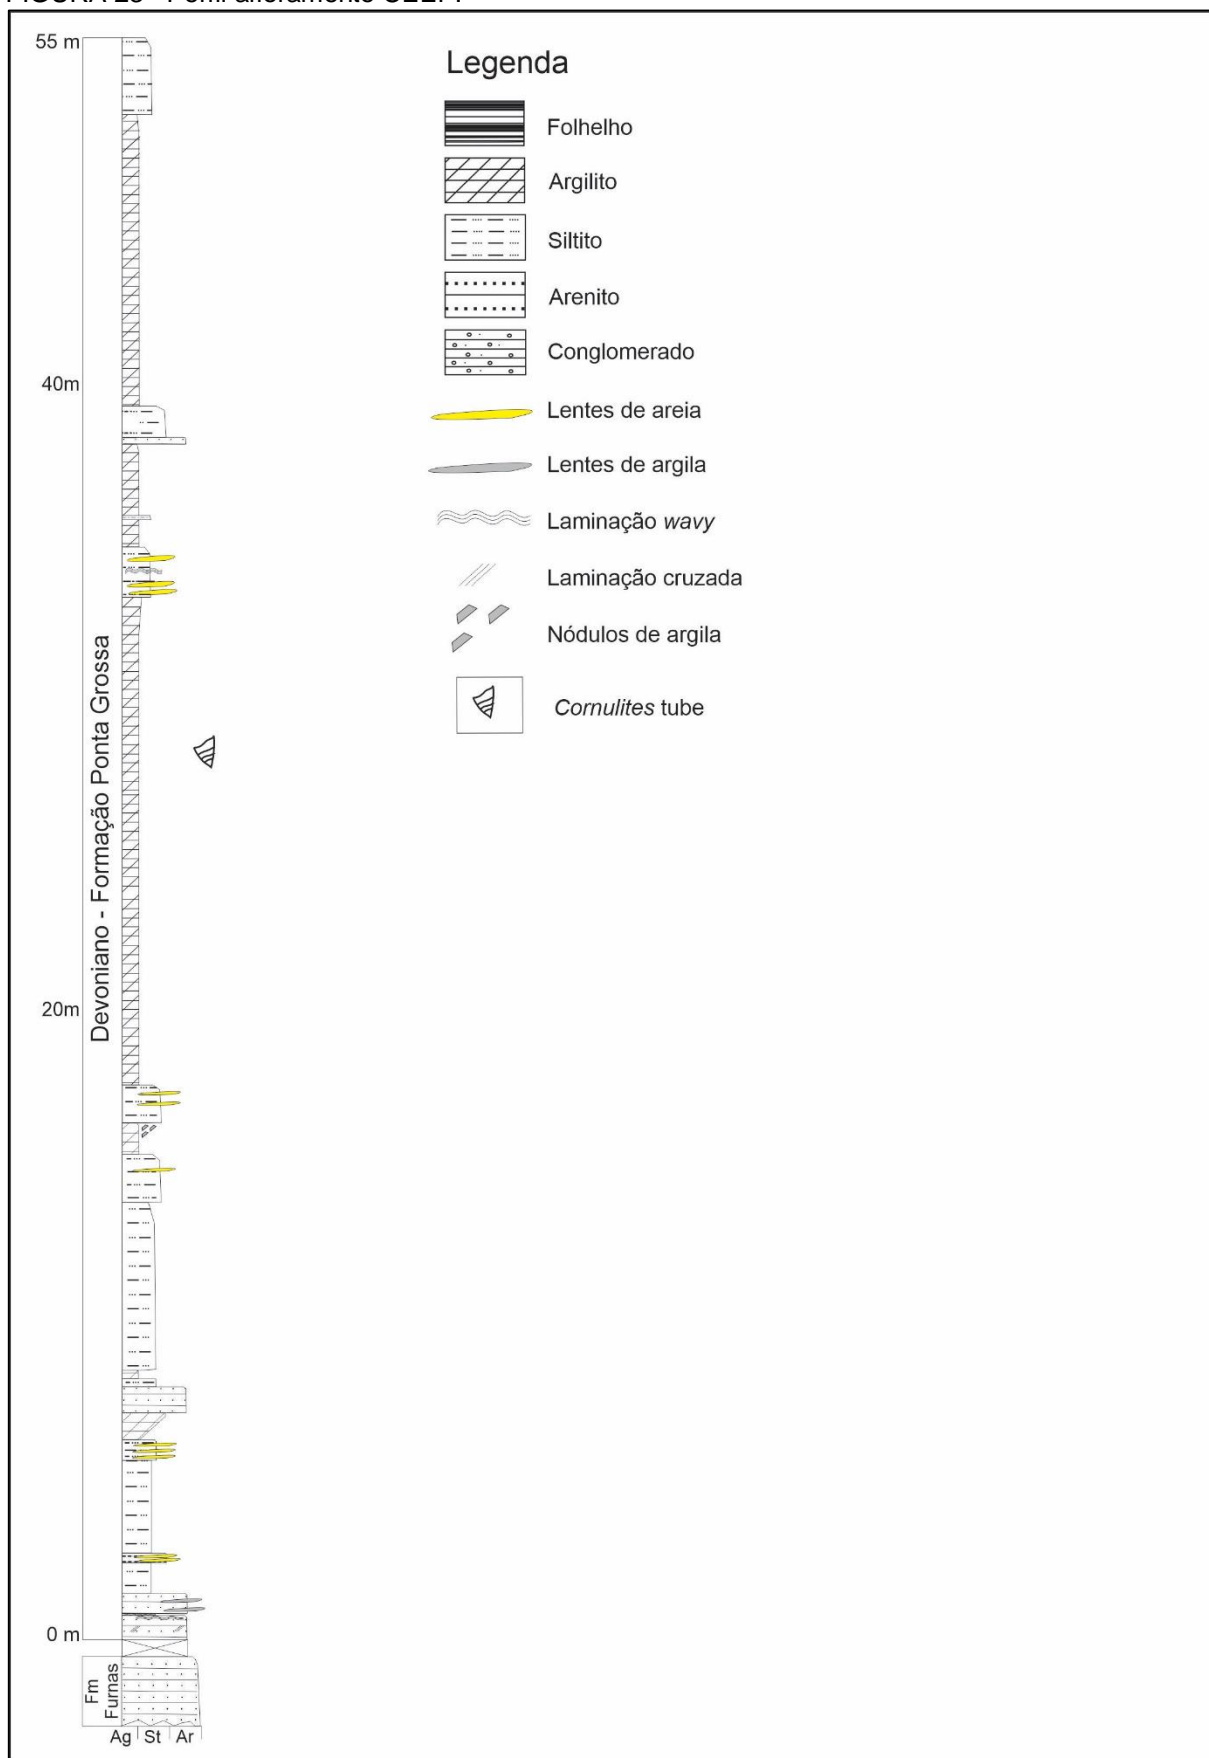 55 m
Legenda
Folhelho
Argilito
Siltito
Arenito
Conglomerado
40m
Lentes de areia
Lentes de argila
Laminação wavy
Laminação cruzada
Nódulos de argila
Cornulites tube
Devoniano - Formação Ponta Grossa
20m
0 m
Fm
Furnas
Ag St Ar